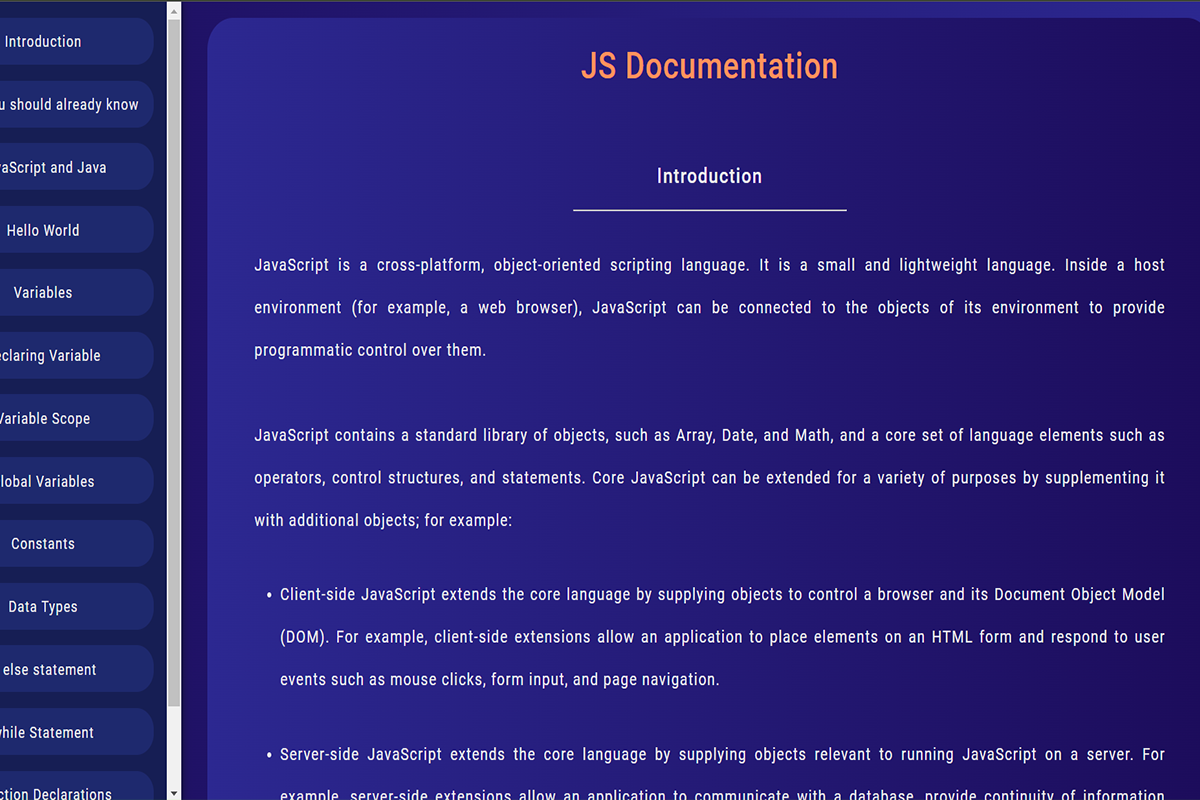 Introduction
should already know
and Java
Hello World
Variables
Variable
Variable Scope
Variables
Constants
Data Types
else statement
Statement
Declarations
JS Documentation
Introduction
JavaScript is a cross-platform, object-oriented scripting language. It is a small and lightweight language. Inside a host
environment (for example, a web browser), JavaScript can be connected to the objects of its environment to provide
programmatic control over them.
JavaScript contains a standard library of objects, such as Array, Date, and Math, and a core set of language elements such as
operators, control structures, and statements. Core JavaScript can be extended for a variety of purposes by supplementing it
with additional objects; for example:
• Client-side JavaScript extends the core language by supplying objects to control a browser and its Document Object Model
(DOM). For example, client-side extensions allow an application to place elements on an HTML form and respond to user
events such as mouse clicks, form input, and page navigation.
• Server-side JavaScript extends the core language by supplying objects relevant to running JavaScript on a server. For
example, server-side extensions allow an application to communicate with a database, provide continuity of information